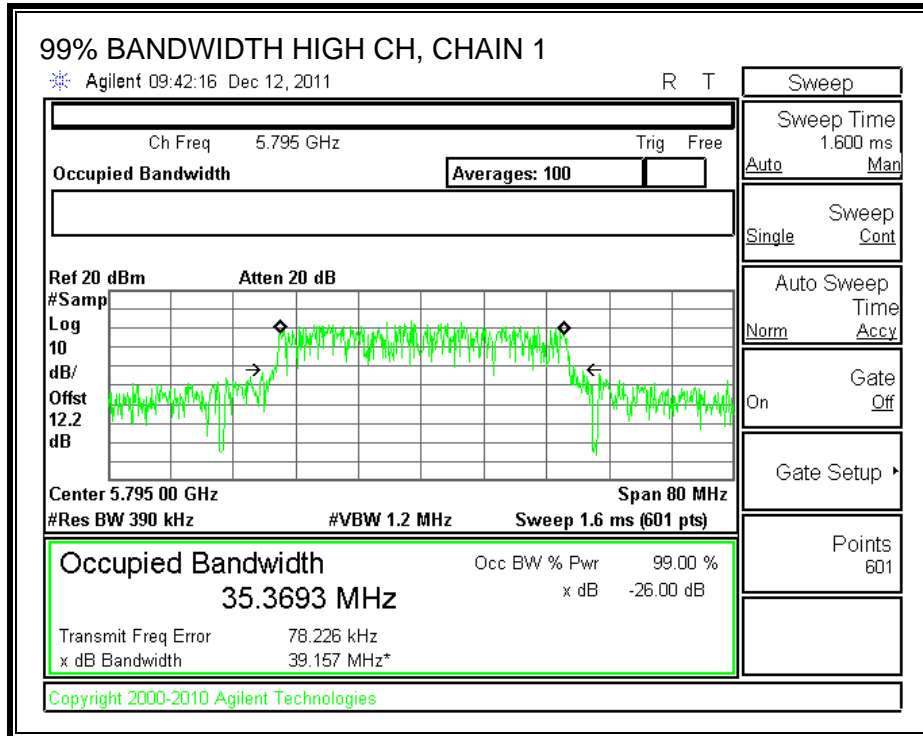 99% BANDWIDTH HIGH CH, CHAIN 1
Agilent 09:42:16 Dec 12, 2011 R T
Ch Freq 5.795 GHz Trig Free
Occupied Bandwidth Averages: 100
Ref 20 dBm Atten 20 dB
#Samp
Log
10
dB/
Offst
12.2
dB
Center 5.795 00 GHz Span 80 MHz
#Res BW 390 kHz #VBW 1.2 MHz Sweep 1.6 ms (601 pts)
Occupied Bandwidth Occ BW % Pwr 99.00 %
35.3693 MHz x dB -26.00 dB
Transmit Freq Error 78.226 kHz
x dB Bandwidth 39.157 MHz*
Copyright 2000-2010 Agilent Technologies
Sweep
Sweep Time
1.600 ms
Auto Man
Sweep
Single Cont
Auto Sweep
Time
Norm Accy
Gate
On Off
Gate Setup
Points
601